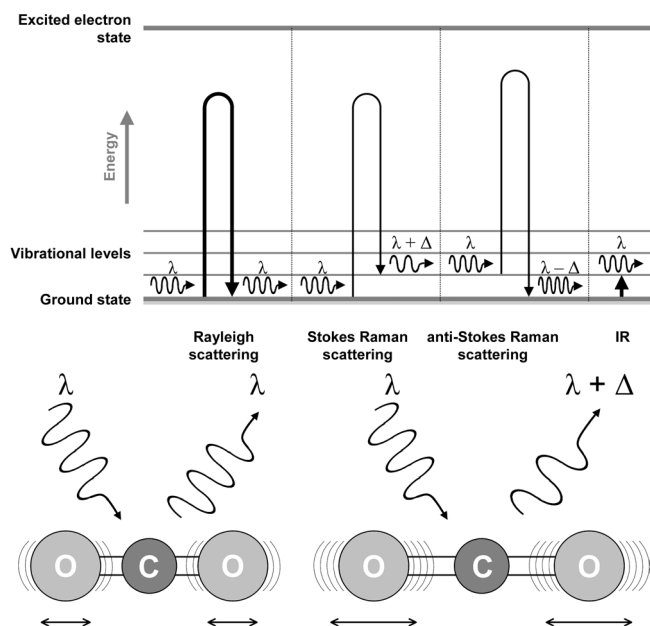 Excited electron
state
Energy
Vibrational levels
Ground state
λ
λ
λ
λ + Δ
λ
λ – Δ
λ
Rayleigh
scattering
Stokes Raman
scattering
anti-Stokes Raman
scattering
IR
λ
λ
λ
λ + Δ
O
C
O
O
C
O